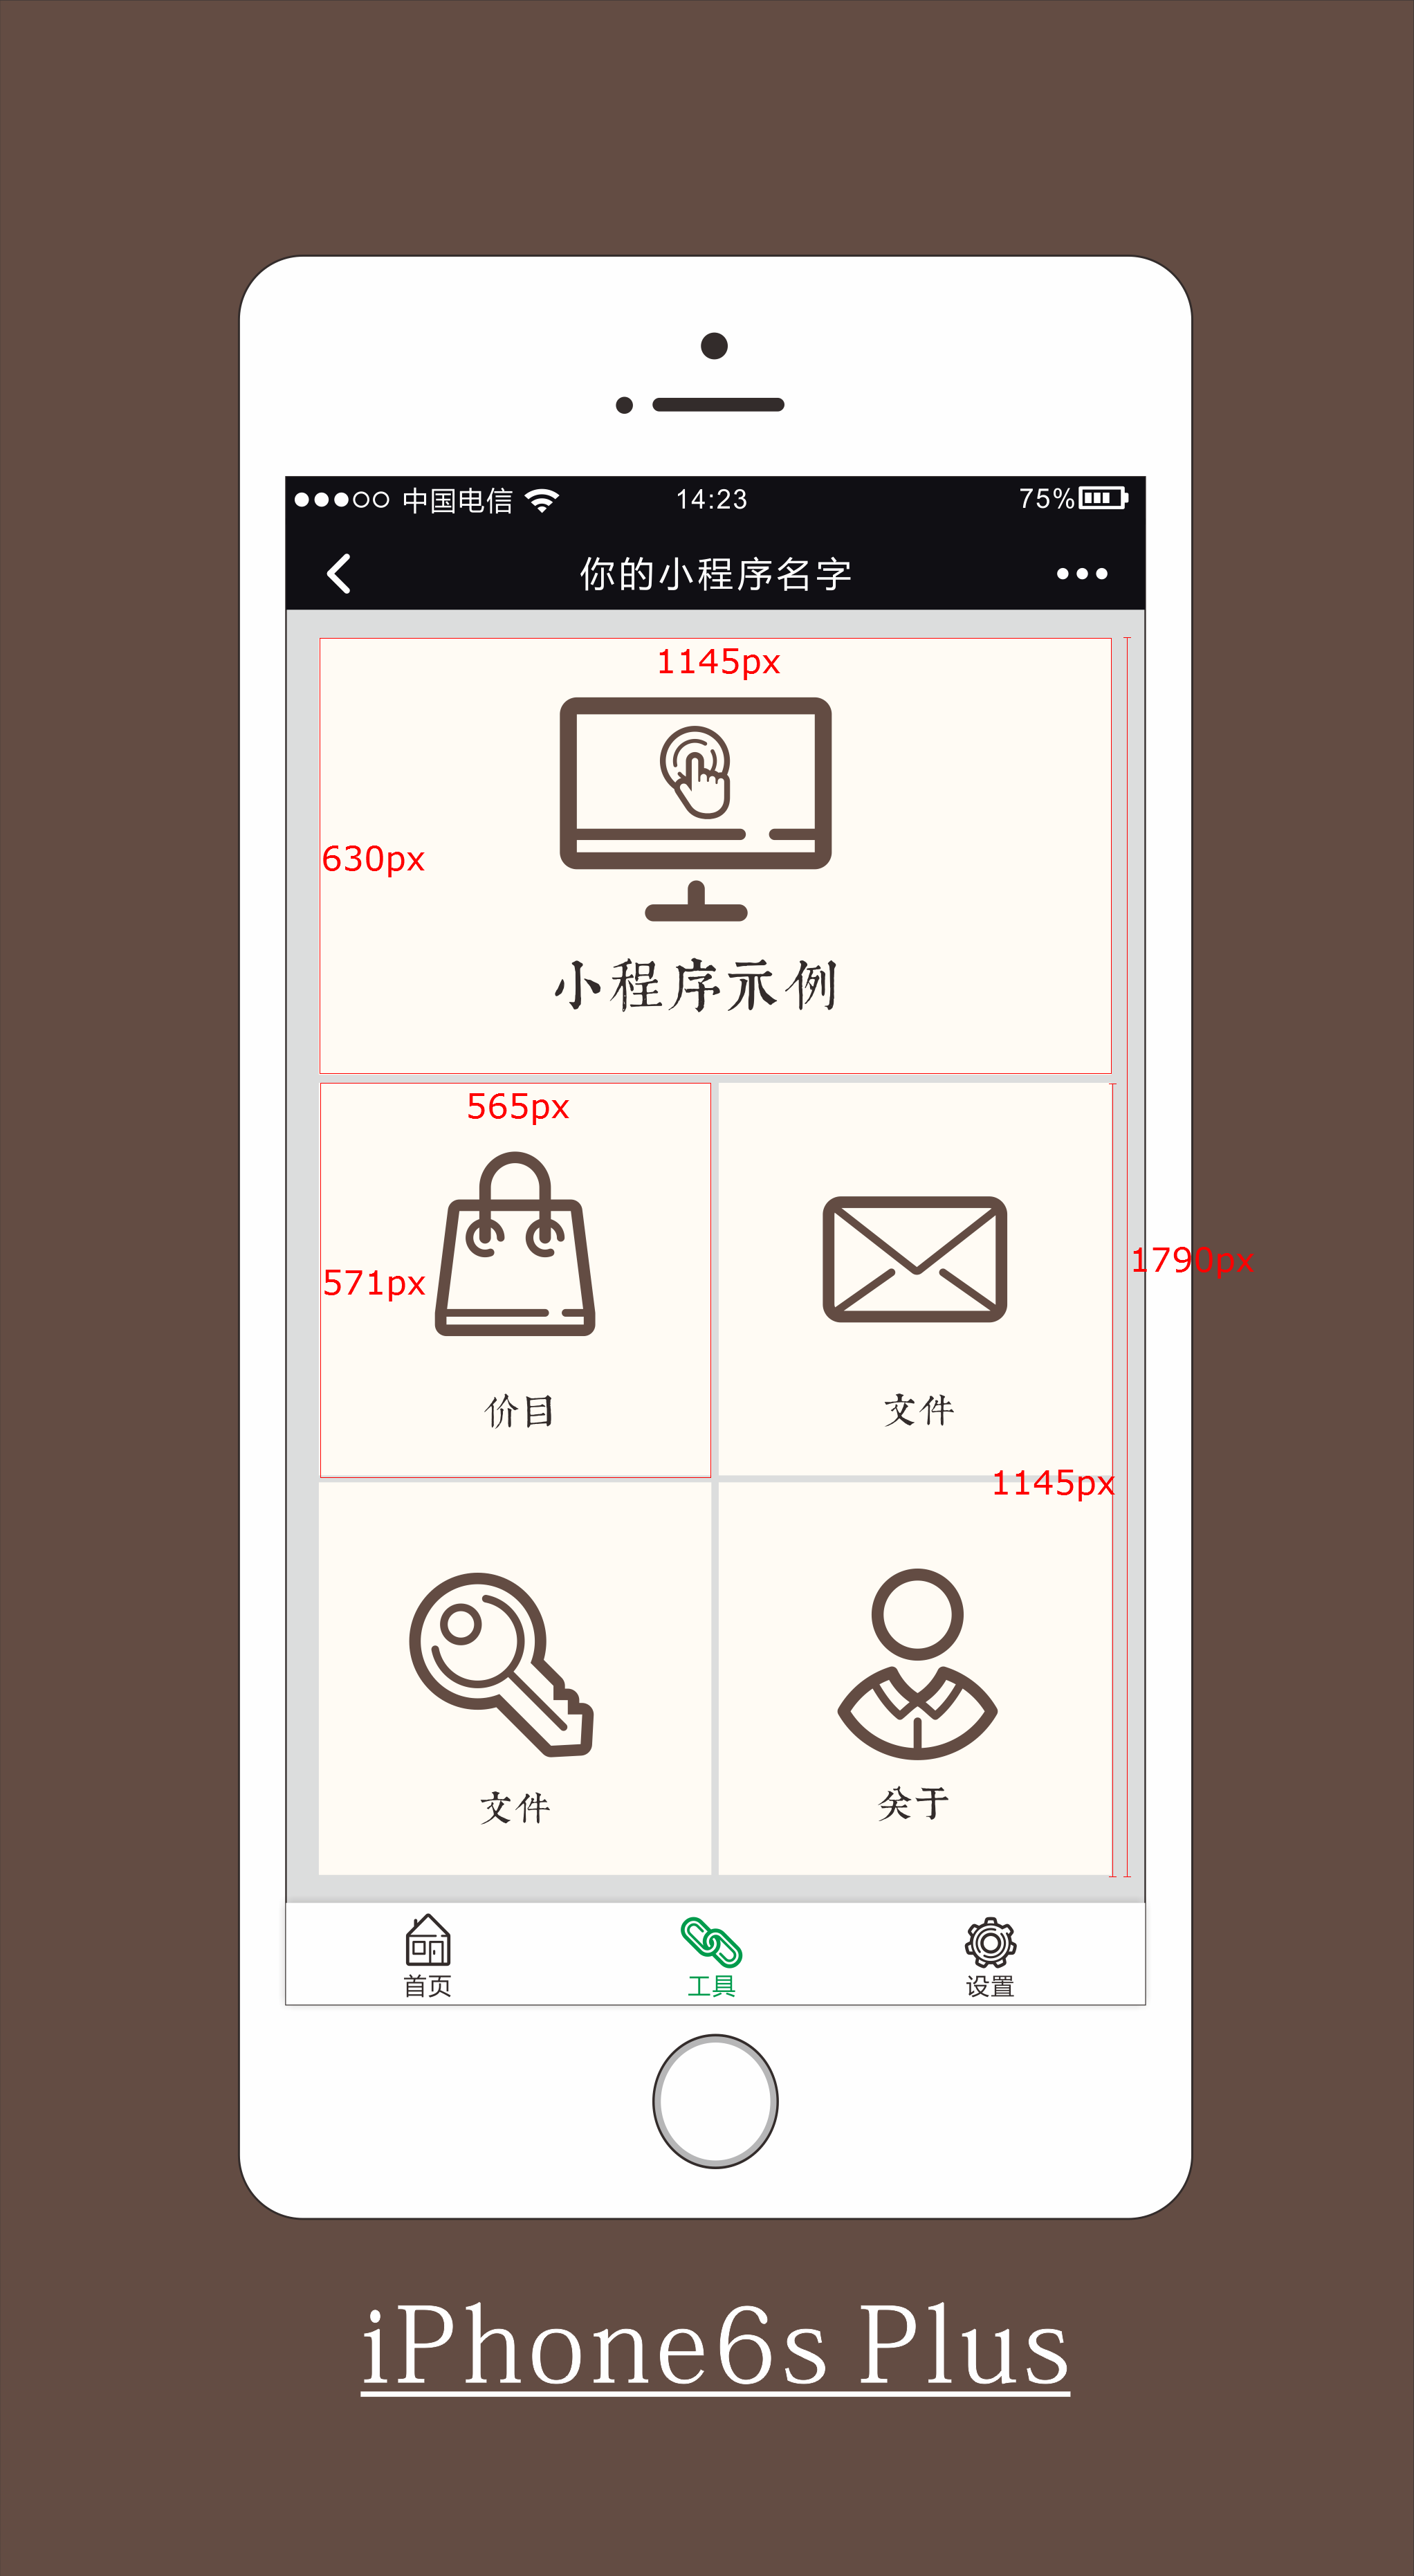 中国电信 14:23 75%
你的小程序名字
1145px
630px
小程序示例
565px
571px
1790px
价目 文件
1145px
文件 关于
首页 工具 设置
iPhone6s Plus